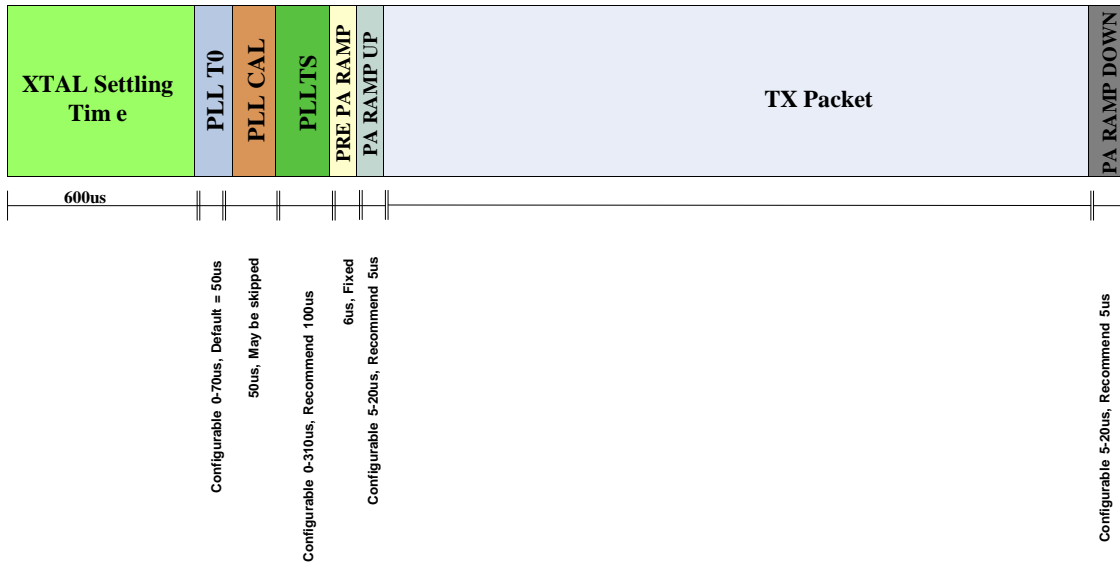 XTAL Settling
Tim e
PLL T0
PLL CAL
PLLTS
PRE PA RAMP
PA RAMP UP
TX Packet
PA RAMP DOWN
600us
Configurable 0-70us, Default = 50us
50us, May be skipped
Configurable 0-310us, Recommend 100us
6us, Fixed
Configurable 5-20us, Recommend 5us
Configurable 5-20us, Recommend 5us